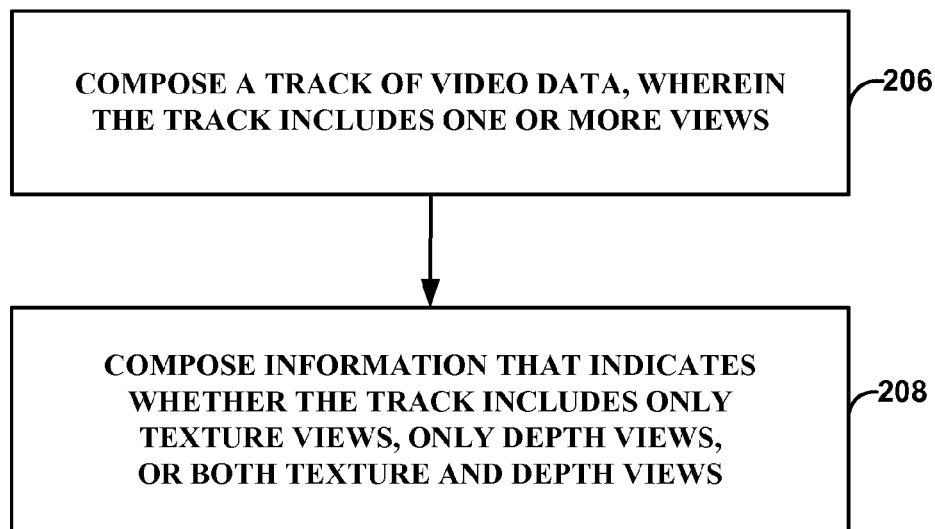 COMPOSE A TRACK OF VIDEO DATA, WHEREIN
THE TRACK INCLUDES ONE OR MORE VIEWS
206
COMPOSE INFORMATION THAT INDICATES
WHETHER THE TRACK INCLUDES ONLY
TEXTURE VIEWS, ONLY DEPTH VIEWS,
OR BOTH TEXTURE AND DEPTH VIEWS
208